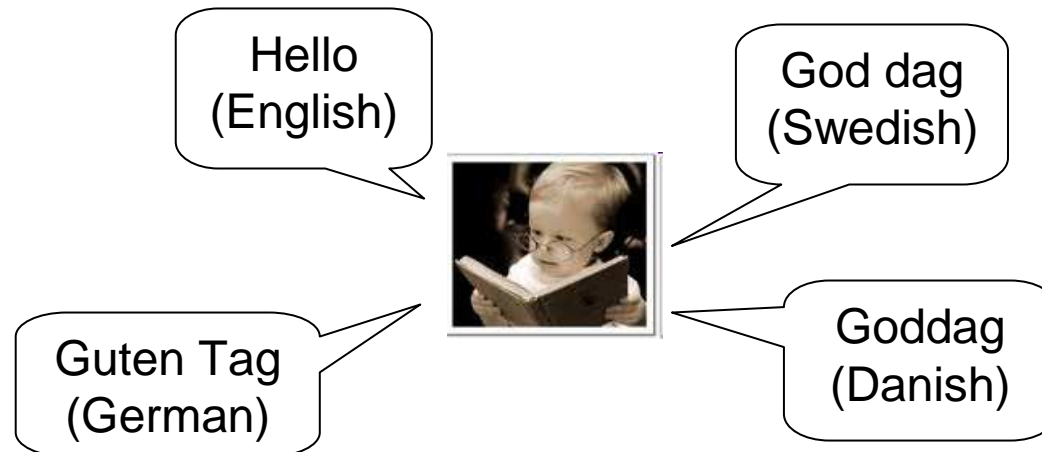 Hello
(English)
God dag
(Swedish)
Guten Tag
(German)
Goddag
(Danish)